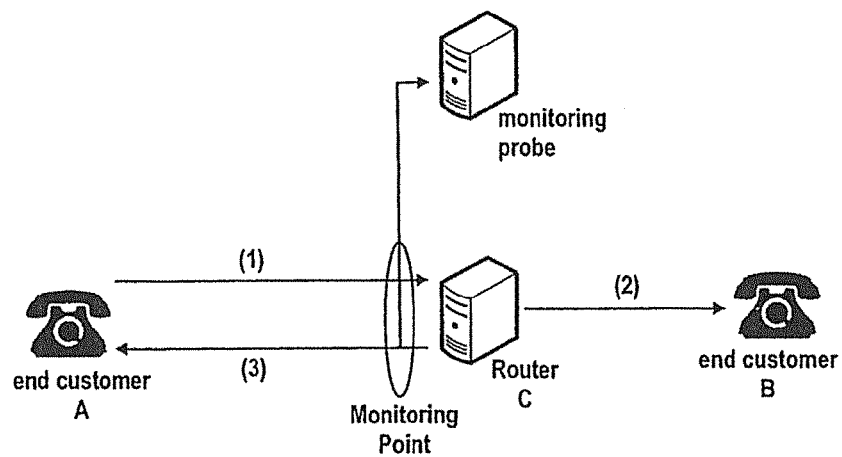 monitoring
probe
(1)
(2)
(3)
end customer
A
Router
C
end customer
B
Monitoring
Point